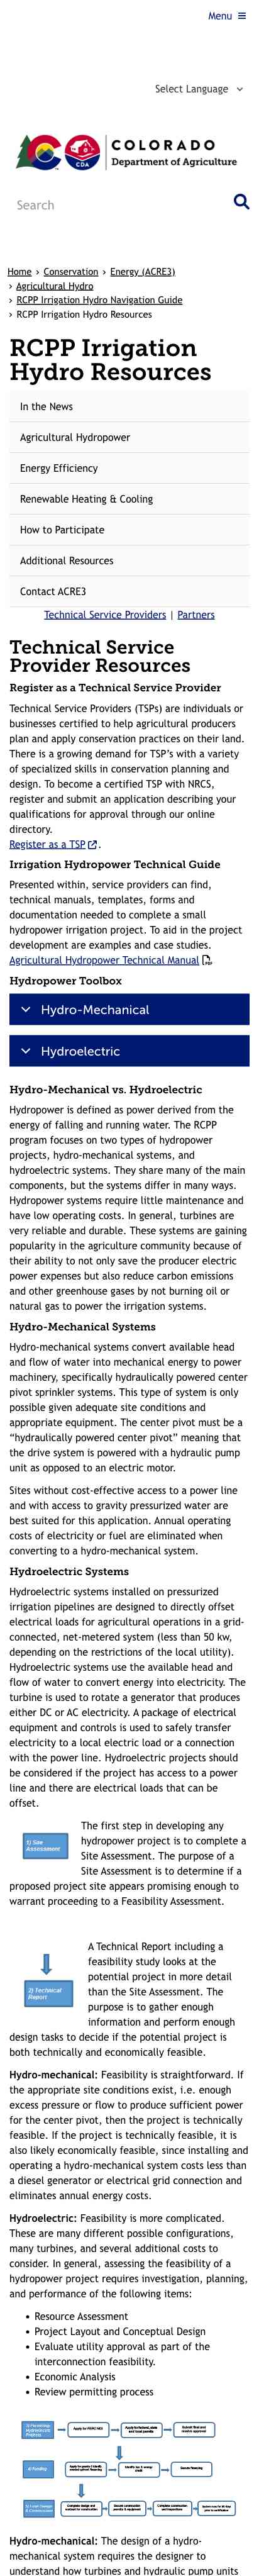 Menu
Select Language
CO
CDA
COLORADO
Department of Agriculture
Search
Home › Conservation › Energy (ACRE3)
› Agricultural Hydro
› RCPP Irrigation Hydro Navigation Guide
› RCPP Irrigation Hydro Resources
RCPP Irrigation
Hydro Resources
In the News
Agricultural Hydropower
Energy Efficiency
Renewable Heating & Cooling
How to Participate
Additional Resources
Contact ACRE3
Technical Service Providers | Partners
Technical Service
Provider Resources
Register as a Technical Service Provider
Technical Service Providers (TSPs) are individuals or
businesses certified to help agricultural producers
plan and apply conservation practices on their land.
There is a growing demand for TSP’s with a variety
of specialized skills in conservation planning and
design. To become a certified TSP with NRCS,
register and submit an application describing your
qualifications for approval through our online
directory.
Register as a TSP .
Irrigation Hydropower Technical Guide
Presented within, service providers can find,
technical manuals, templates, forms and
documentation needed to complete a small
hydropower irrigation project. To aid in the project
development are examples and case studies.
Agricultural Hydropower Technical Manual
Hydropower Toolbox
Hydro-Mechanical
Hydroelectric
Hydro-Mechanical vs. Hydroelectric
Hydropower is defined as power derived from the
energy of falling and running water. The RCPP
program focuses on two types of hydropower
projects, hydro-mechanical systems, and
hydroelectric systems. They share many of the main
components, but the systems differ in many ways.
Hydropower systems require little maintenance and
have low operating costs. In general, turbines are
very reliable and durable. These systems are gaining
popularity in the agriculture community because of
their ability to not only save the producer electric
power expenses but also reduce carbon emissions
and other greenhouse gases by not burning oil or
natural gas to power the irrigation systems.
Hydro-Mechanical Systems
Hydro-mechanical systems convert available head
and flow of water into mechanical energy to power
machinery, specifically hydraulically powered center
pivot sprinkler systems. This type of system is only
possible given adequate site conditions and
appropriate equipment. The center pivot must be a
“hydraulically powered center pivot” meaning that
the drive system is powered with a hydraulic pump
unit as opposed to an electric motor.
Sites without cost-effective access to a power line
and with access to gravity pressurized water are
best suited for this application. Annual operating
costs of electricity or fuel are eliminated when
converting to a hydro-mechanical system.
Hydroelectric Systems
Hydroelectric systems installed on pressurized
irrigation pipelines are designed to directly offset
electrical loads for agricultural operations in a grid-
connected, net-metered system (less than 50 kw,
depending on the restrictions of the local utility).
Hydroelectric systems use the available head and
flow of water to convert energy into electricity. The
turbine is used to rotate a generator that produces
either DC or AC electricity. A package of electrical
equipment and controls is used to safely transfer
electricity to a local electric load or a connection
with the power line. Hydroelectric projects should
be considered if the project has access to a power
line and there are electrical loads that can be
offset.
1) Site
Assessment
The first step in developing any
hydropower project is to complete a
Site Assessment. The purpose of a
Site Assessment is to determine if a
proposed project site appears promising enough to
warrant proceeding to a Feasibility Assessment.
2) Technical
Report
A Technical Report including a
feasibility study looks at the
potential project in more detail
than the Site Assessment. The
purpose is to gather enough
information and perform enough
design tasks to decide if the potential project is
both technically and economically feasible.
Hydro-mechanical: Feasibility is straightforward. If
the appropriate site conditions exist, i.e. enough
excess pressure or flow to produce sufficient power
for the center pivot, then the project is technically
feasible. If the project is technically feasible, it is
also likely economically feasible, since installing and
operating a hydro-mechanical system costs less than
a diesel generator or electrical grid connection and
eliminates annual energy costs.
Hydroelectric: Feasibility is more complicated.
There are many different possible configurations,
many turbines, and several additional costs to
consider. In general, assessing the feasibility of a
hydropower project requires investigation, planning,
and performance of the following items:
• Resource Assessment
• Project Layout and Conceptual Design
• Evaluate utility approval as part of the
interconnection feasibility.
• Economic Analysis
• Review permitting process
4) Funding
Hydro-mechanical: The design of a hydro-
mechanical system requires the designer to
understand how turbines and hydraulic pump units